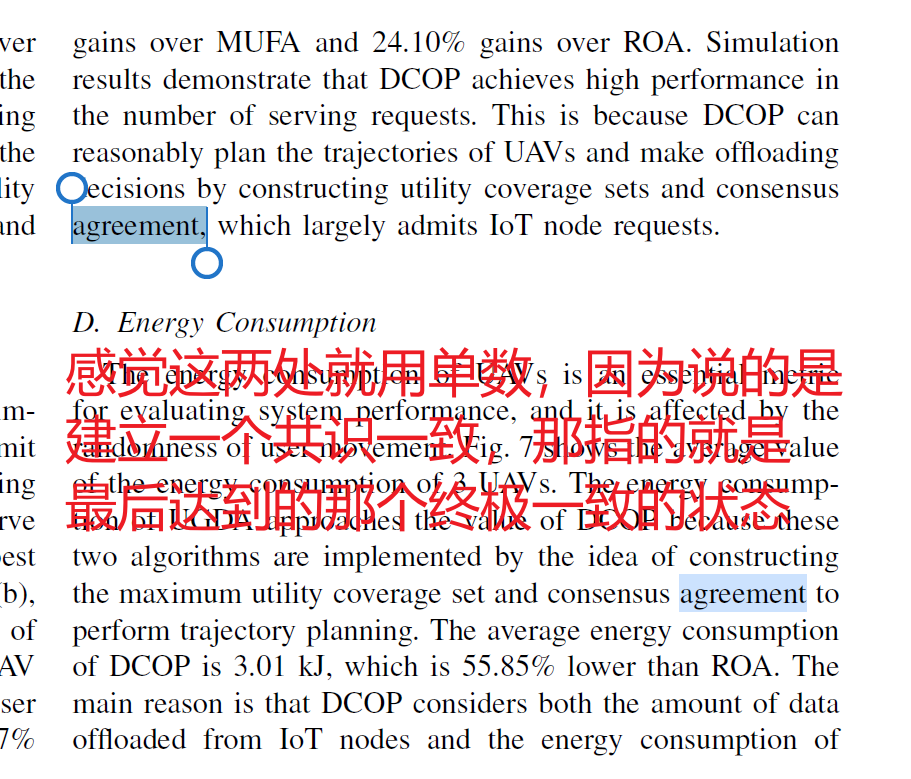 ver
the
ing
the
lity
and
gains over MUFA and 24.10% gains over ROA. Simulation
results demonstrate that DCOP achieves high performance in
the number of serving requests. This is because DCOP can
reasonably plan the trajectories of UAVs and make offloading
ecisions by constructing utility coverage sets and consensus
agreement, which largely admits IoT node requests.
D. Energy Consumption
感觉这两处就用单数，因为说的是
建立一个共识一致，那指的就是
最后达到的那个终极一致的状态
The energy consumption of UAVs is an essential metric
for evaluating system performance, and it is affected by the
randomness of user movement. Fig. 7 shows the average value
of the energy consumption of 3 UAVs. The energy consump-
tion of UGDA approaches the value of DCOP because these
two algorithms are implemented by the idea of constructing
the maximum utility coverage set and consensus agreement to
perform trajectory planning. The average energy consumption
of DCOP is 3.01 kJ, which is 55.85% lower than ROA. The
main reason is that DCOP considers both the amount of data
offloaded from IoT nodes and the energy consumption of
m-
mit
ing
rve
est
(b),
of
AV
ser
7%